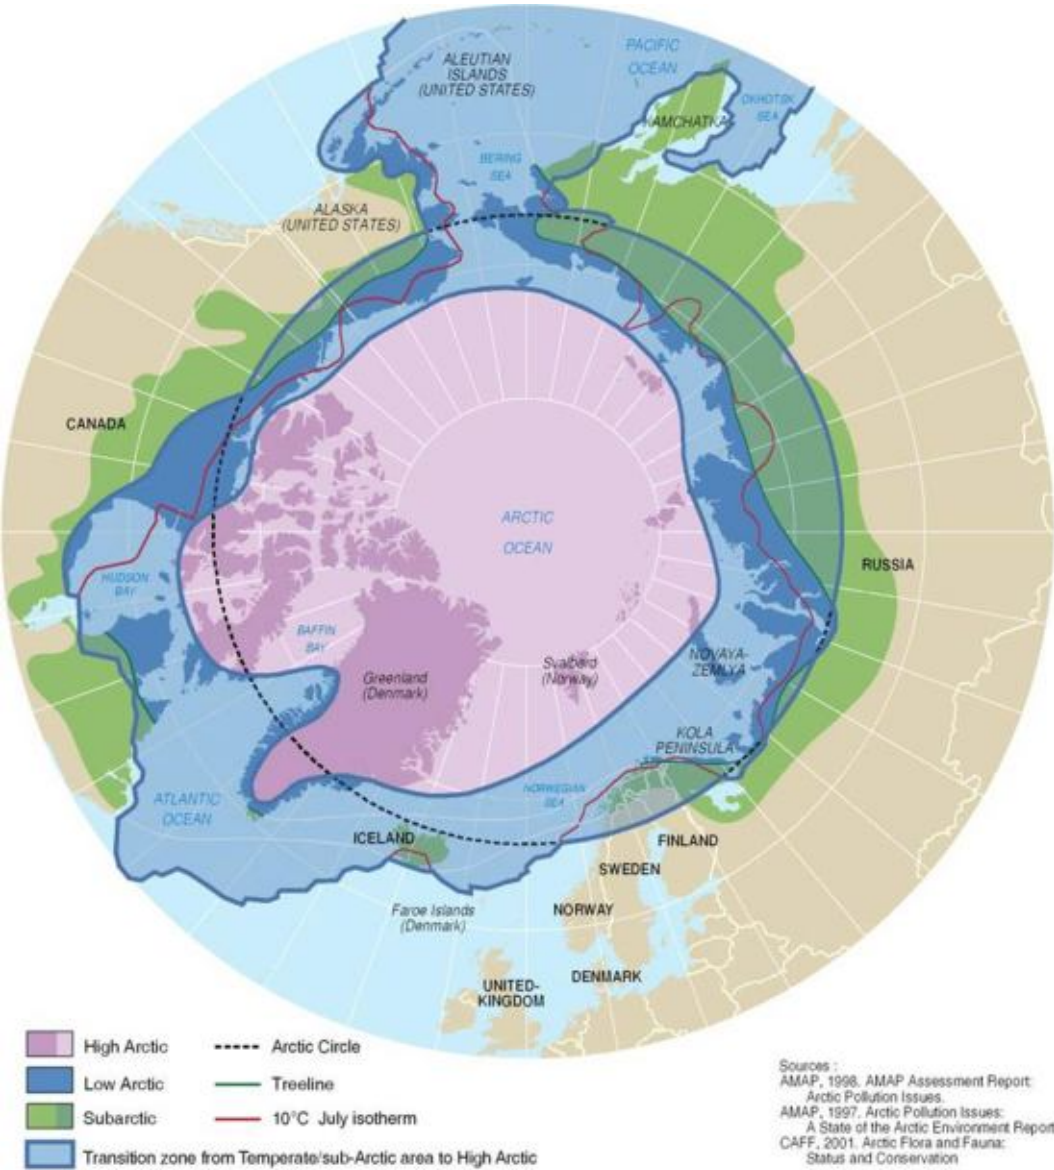 ALEUTIAN
ISLANDS
(UNITED STATES)
PACIFIC
OCEAN
OKHOTSK
SEA
KAMCHATKA
BERING
SEA
ALASKA
(UNITED STATES)
CANADA
ARCTIC
OCEAN
RUSSIA
HUDSON
BAY
BAFFIN
BAY
Greenland
(Denmark)
Svalbard
(Norway)
NOVAYA-
ZEMLYA
KOLA
PENINSULA
NORWEGIAN
SEA
ATLANTIC
OCEAN
ICELAND
FINLAND
SWEDEN
Faroe Islands
(Denmark)
NORWAY
DENMARK
UNITED-
KINGDOM
High Arctic
Low Arctic
Subarctic
Transition zone from Temperate/sub-Arctic area to High Arctic
Arctic Circle
Treeline
10°C July isotherm
Sources :
AMAP, 1998. AMAP Assessment Report:
Arctic Pollution Issues.
AMAP, 1997. Arctic Pollution Issues:
A State of the Arctic Environment Report
CAFF, 2001. Arctic Flora and Fauna:
Status and Conservation